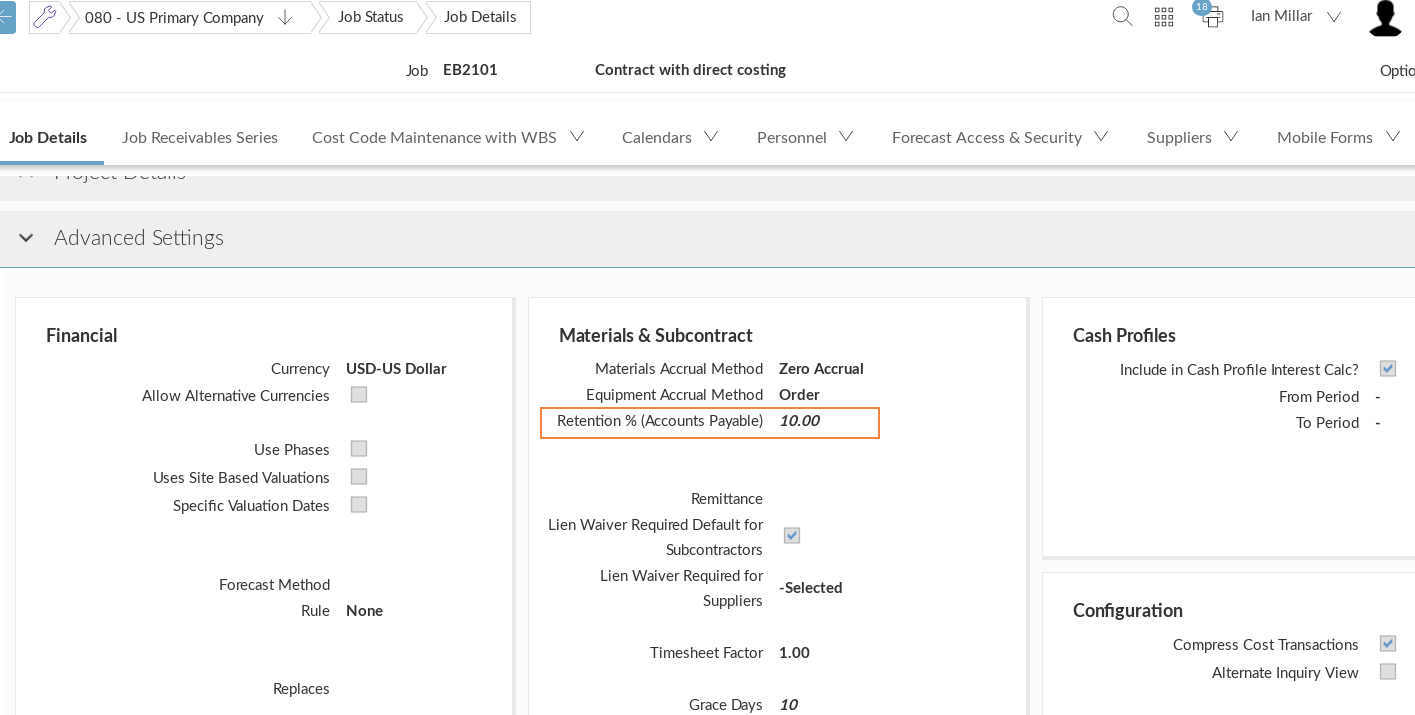 080 - US Primary Company
Job Status
Job Details
18
Ian Millar
Job EB2101 Contract with direct costing
Optio
Job Details
Job Receivables Series
Cost Code Maintenance with WBS
Calendars
Personnel
Forecast Access & Security
Suppliers
Mobile Forms
Project Details
Advanced Settings
Financial
Currency USD-US Dollar
Allow Alternative Currencies
Use Phases
Uses Site Based Valuations
Specific Valuation Dates
Forecast Method
Rule None
Replaces
Materials & Subcontract
Materials Accrual Method Zero Accrual
Equipment Accrual Method Order
Retention % (Accounts Payable) 10.00
Remittance
Lien Waiver Required Default for
Subcontractors
Lien Waiver Required for
Suppliers
-Selected
Timesheet Factor 1.00
Grace Days 10
Cash Profiles
Include in Cash Profile Interest Calc?
From Period -
To Period -
Configuration
Compress Cost Transactions
Alternate Inquiry View